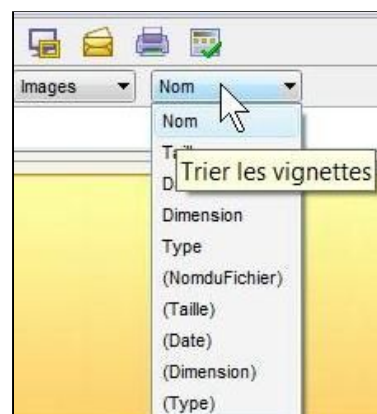 Images
Nom
Nom
Trier les vignettes
Dimension
Type
(NomduFichier)
(Taille)
(Date)
(Dimension)
(Type)